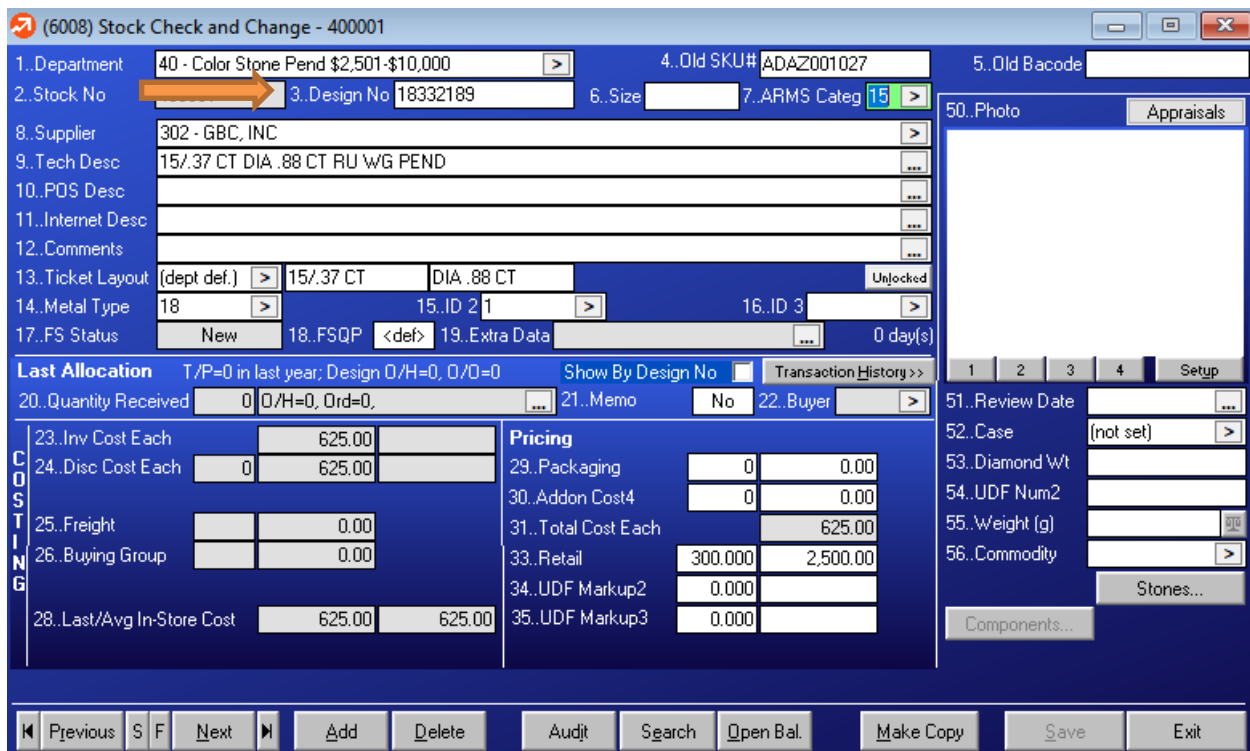 (6008) Stock Check and Change - 400001
1..Department 40 - Color Stone Pend $2,501-$10,000 > 4..Old SKU# ADAZ001027 5..Old Bacode
2..Stock No 3..Design No 18332189 6..Size 7..ARMS Categ 15 >
50..Photo Appraisals
8..Supplier 302 - GBC, INC >
9..Tech Desc 15/.37 CT DIA .88 CT RU WG PEND ...
10..POS Desc ...
11..Internet Desc ...
12..Comments ...
13..Ticket Layout (dept def.) > 15/.37 CT DIA .88 CT Unlocked
14..Metal Type 18 > 15..ID 2 1 > 16..ID 3 >
17..FS Status New 18..FSQP <def> 19..Extra Data ... 0 day(s)
Last Allocation T/P=0 in last year; Design O/H=0, O/O=0 Show By Design No Transaction History >> 1 2 3 4 Setup
20..Quantity Received 0 O/H=0, Ord=0, ... 21..Memo No 22..Buyer > 51..Review Date ...
COSTING
23..Inv Cost Each 625.00 Pricing 52..Case (not set) >
24..Disc Cost Each 0 625.00 29..Packaging 0 0.00 53..Diamond Wt
30..Addon Cost4 0 0.00 54..UDF Num2
25..Freight 0.00 31..Total Cost Each 625.00 55..Weight (g)
26..Buying Group 0.00 33..Retail 300.000 2,500.00 56..Commodity >
34..UDF Markup2 0.000 Stones...
28..Last/Avg In-Store Cost 625.00 625.00 35..UDF Markup3 0.000 Components...
Previous S F Next Add Delete Audit Search Open Bal. Make Copy Save Exit